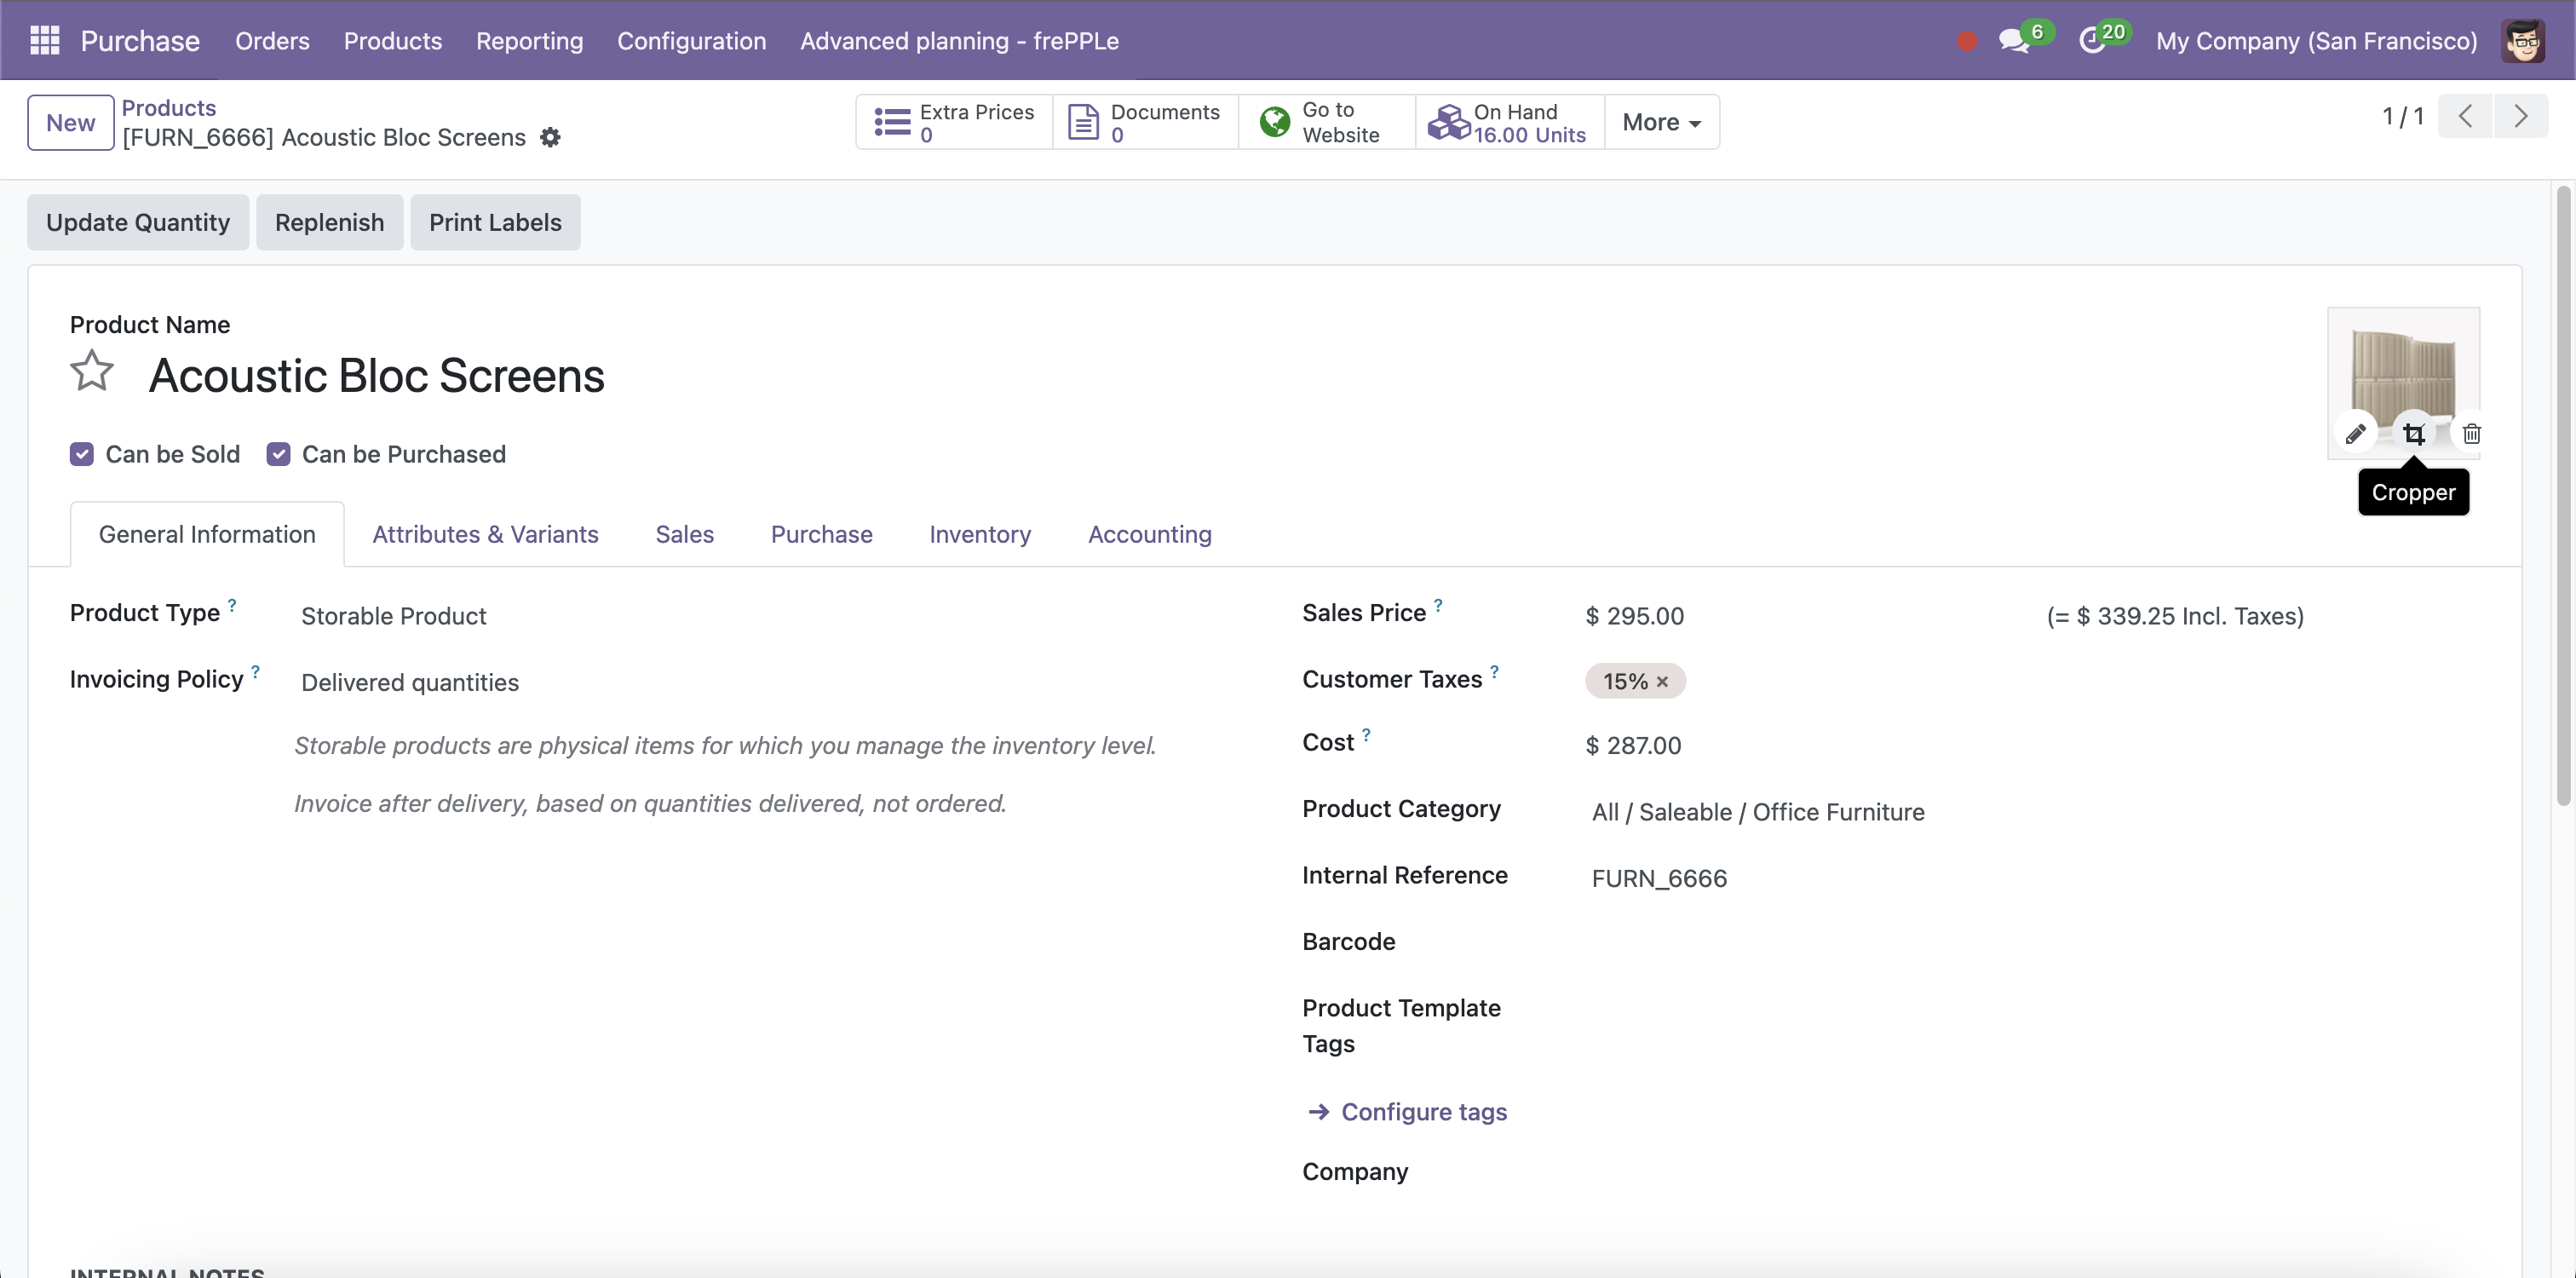 Purchase Orders Products Reporting Configuration Advanced planning - frePPLe 6 20 My Company (San Francisco)
New
Products
[FURN_6666] Acoustic Bloc Screens
Extra Prices
0
Documents
0
Go to
Website
On Hand
16.00 Units
More
1 / 1
Update Quantity Replenish Print Labels
Product Name
Acoustic Bloc Screens
Can be Sold Can be Purchased
Cropper
General Information Attributes & Variants Sales Purchase Inventory Accounting
Product Type ? Storable Product
Invoicing Policy ? Delivered quantities
Storable products are physical items for which you manage the inventory level.
Invoice after delivery, based on quantities delivered, not ordered.
Sales Price ? $ 295.00 (= $ 339.25 Incl. Taxes)
Customer Taxes ? 15% ×
Cost ? $ 287.00
Product Category All / Saleable / Office Furniture
Internal Reference FURN_6666
Barcode
Product Template
Tags
→ Configure tags
Company
INTERNAL NOTES